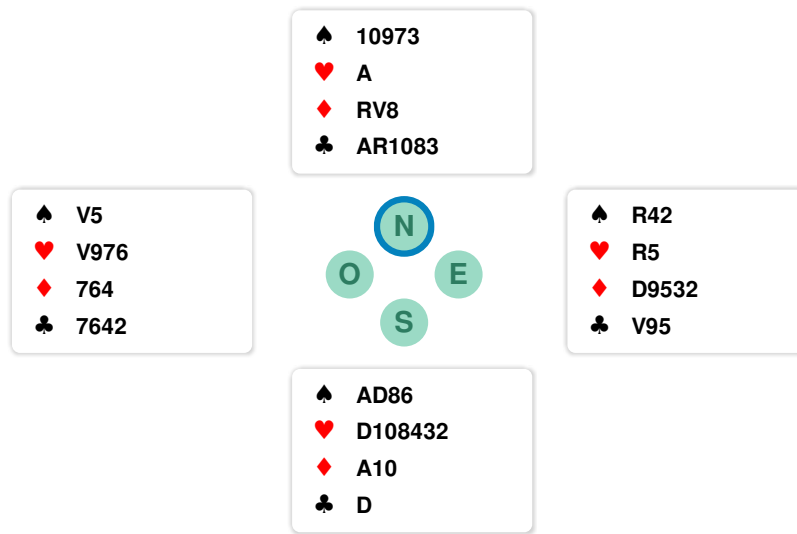 ♠ 10973
♥ A
♦ RV8
♣ AR1083
♠ V5
♥ V976
♦ 764
♣ 7642
N
O E
S
♠ R42
♥ R5
♦ D9532
♣ V95
♠ AD86
♥ D108432
♦ A10
♣ D